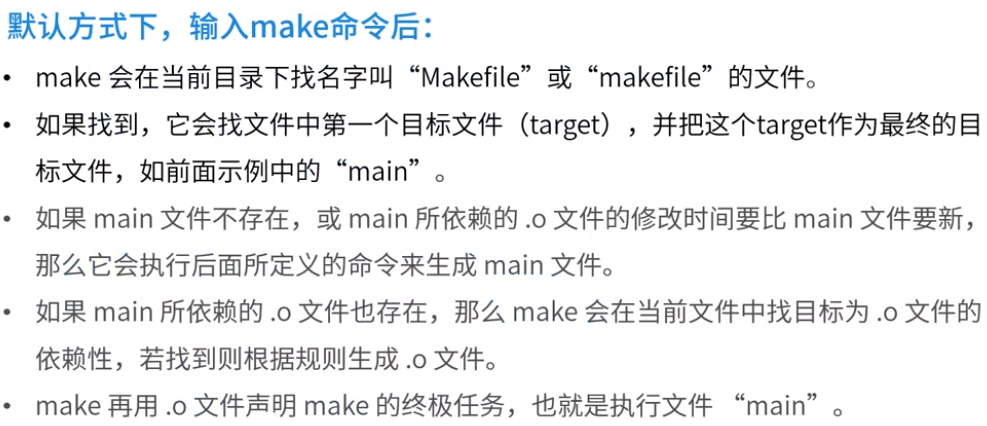 默认方式下，输入make命令后：
• make 会在当前目录下找名字叫“Makefile”或“makefile”的文件。
• 如果找到，它会找文件中第一个目标文件（target），并把这个target作为最终的目
标文件，如前面示例中的“main”。
• 如果 main 文件不存在，或 main 所依赖的 .o 文件的修改时间要比 main 文件要新，
那么它会执行后面所定义的命令来生成 main 文件。
• 如果 main 所依赖的 .o 文件也存在，那么 make 会在当前文件中找目标为 .o 文件的
依赖性，若找到则根据规则生成 .o 文件。
• make 再用 .o 文件声明 make 的终极任务，也就是执行文件 “main”。